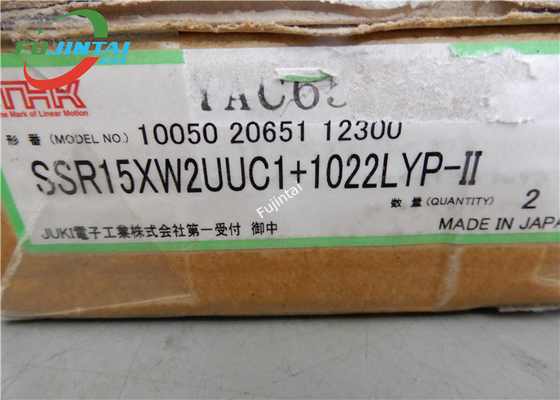 FUJINTAI
THK
The Mark of Linear Motion
YAC65
形 番 (MODEL NO.) 10050 20651 12300
SSR15XW2UUC1+1022LYP-II
Fujintai
数 量 (QUANTITY) 2
JUKI電子工業株式会社第一受付 御中
MADE IN JAPA